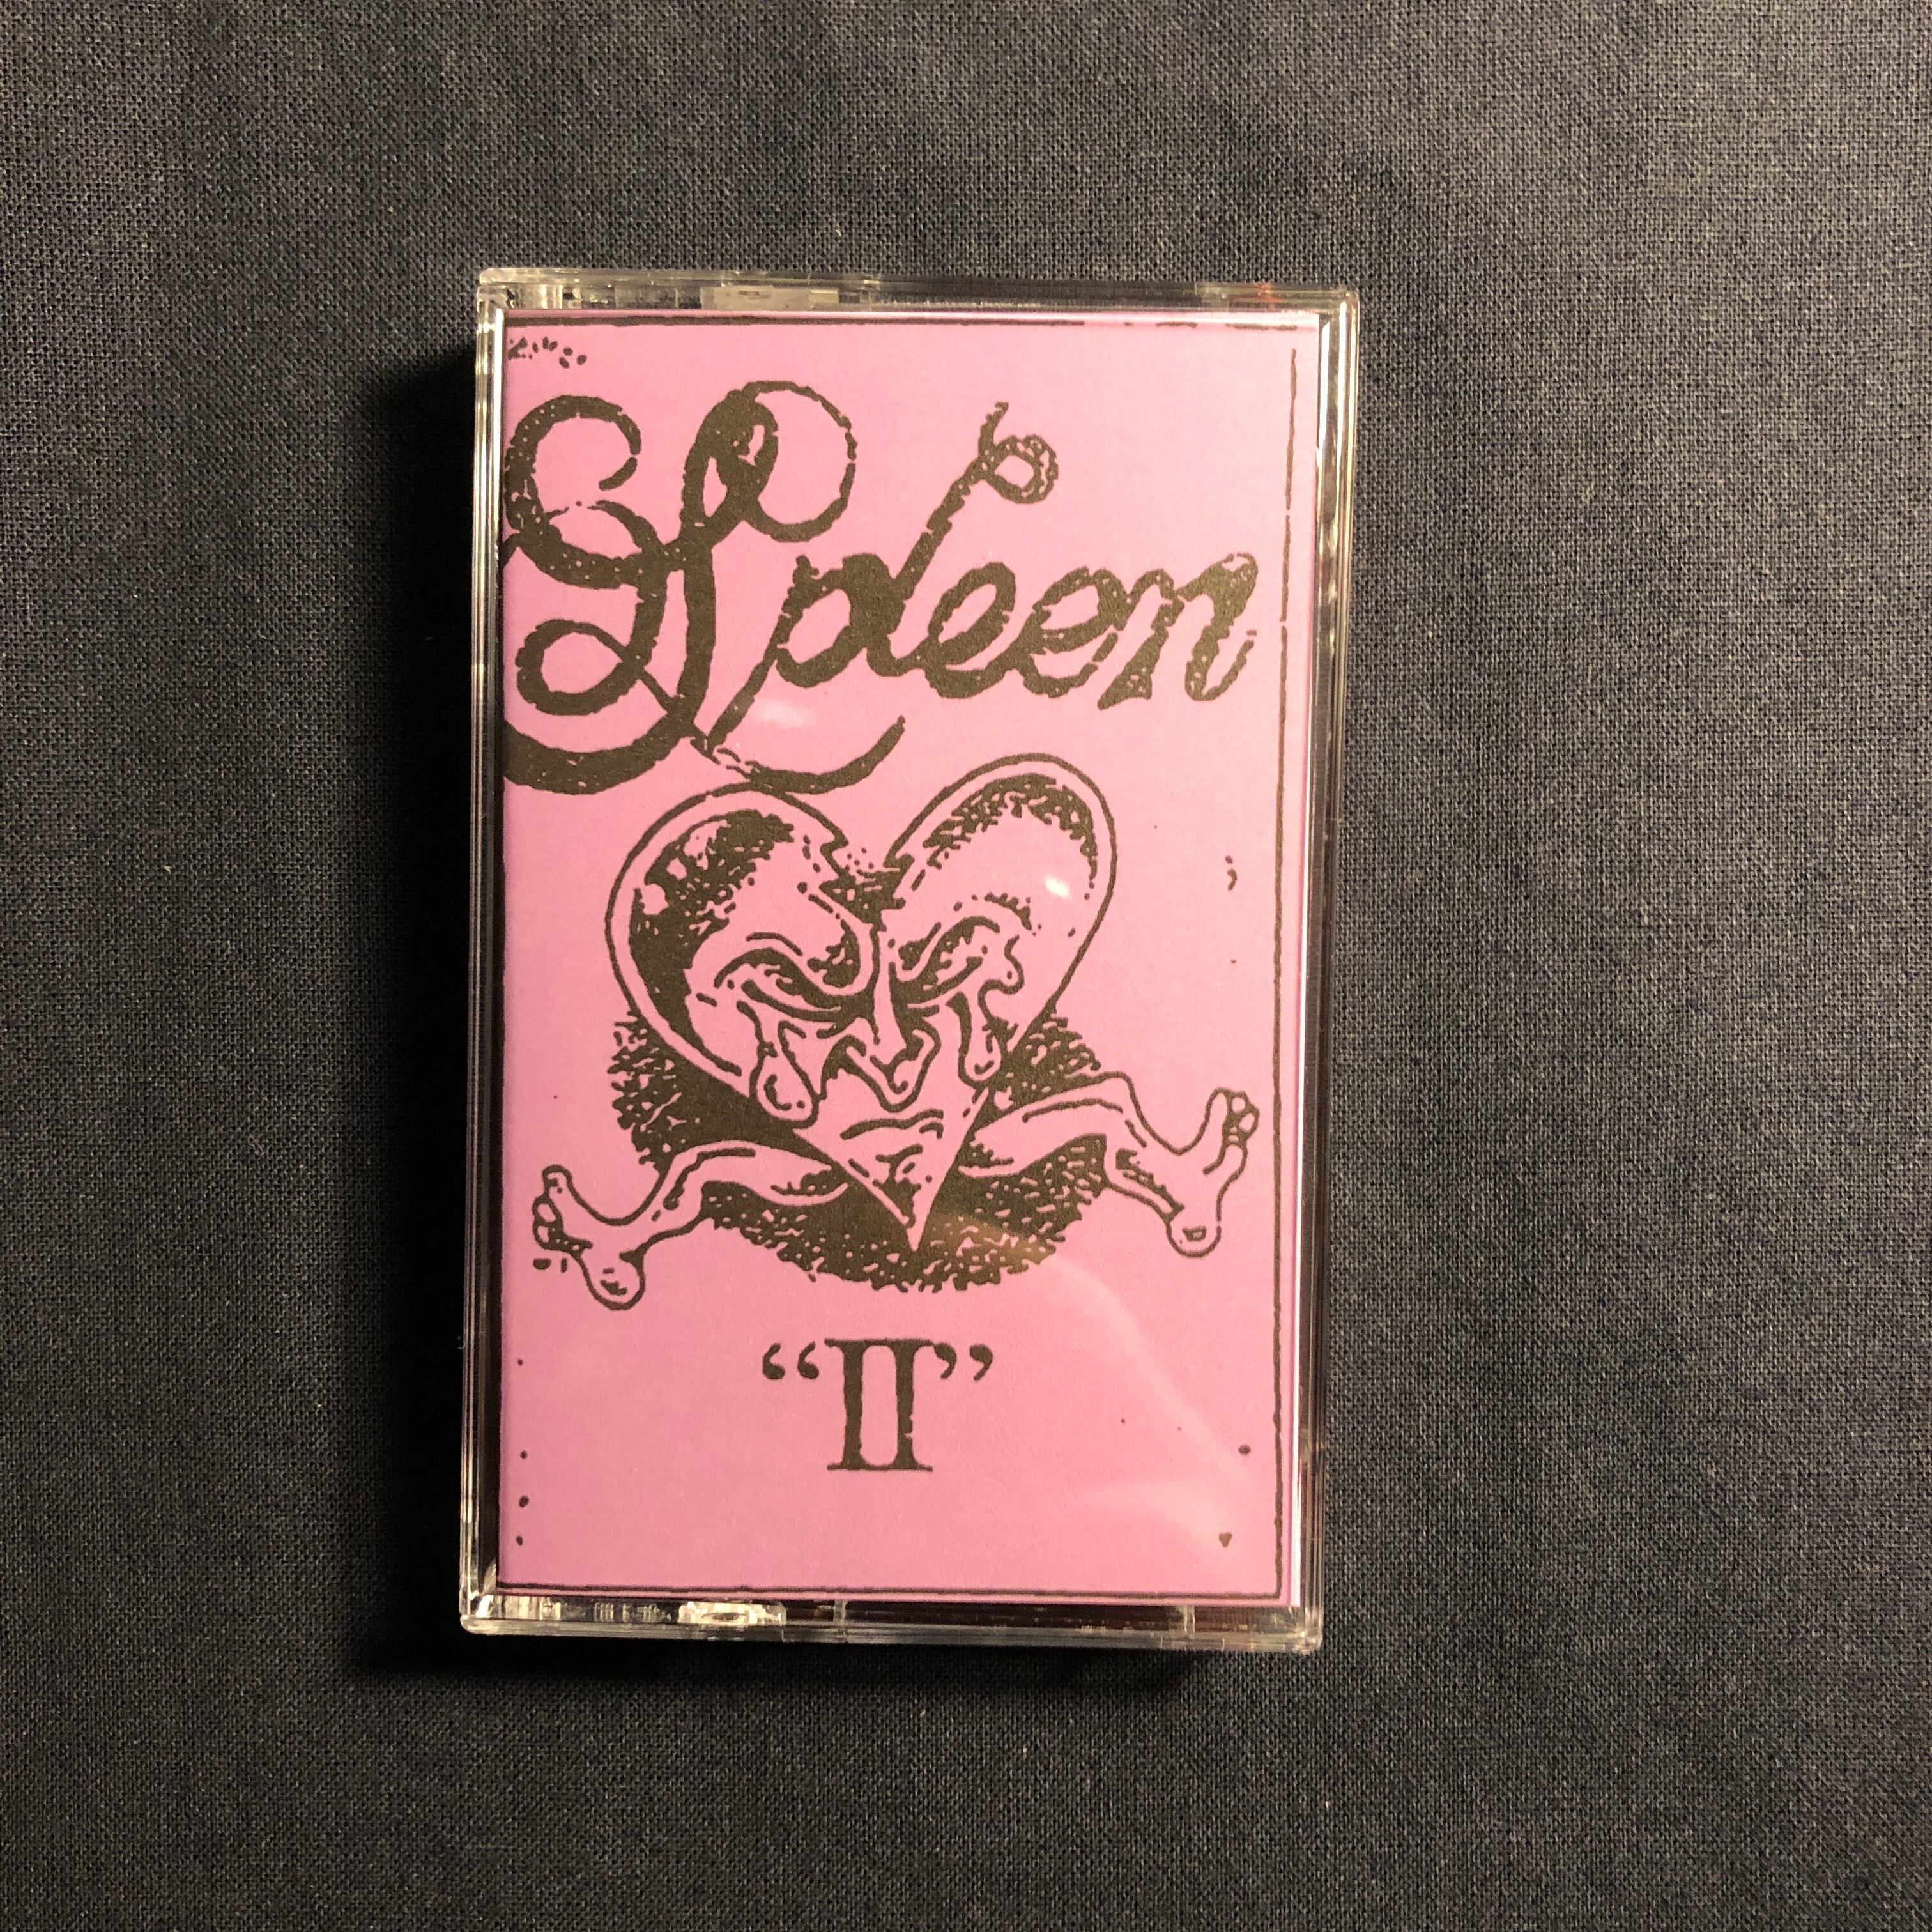 Spleen
“II”